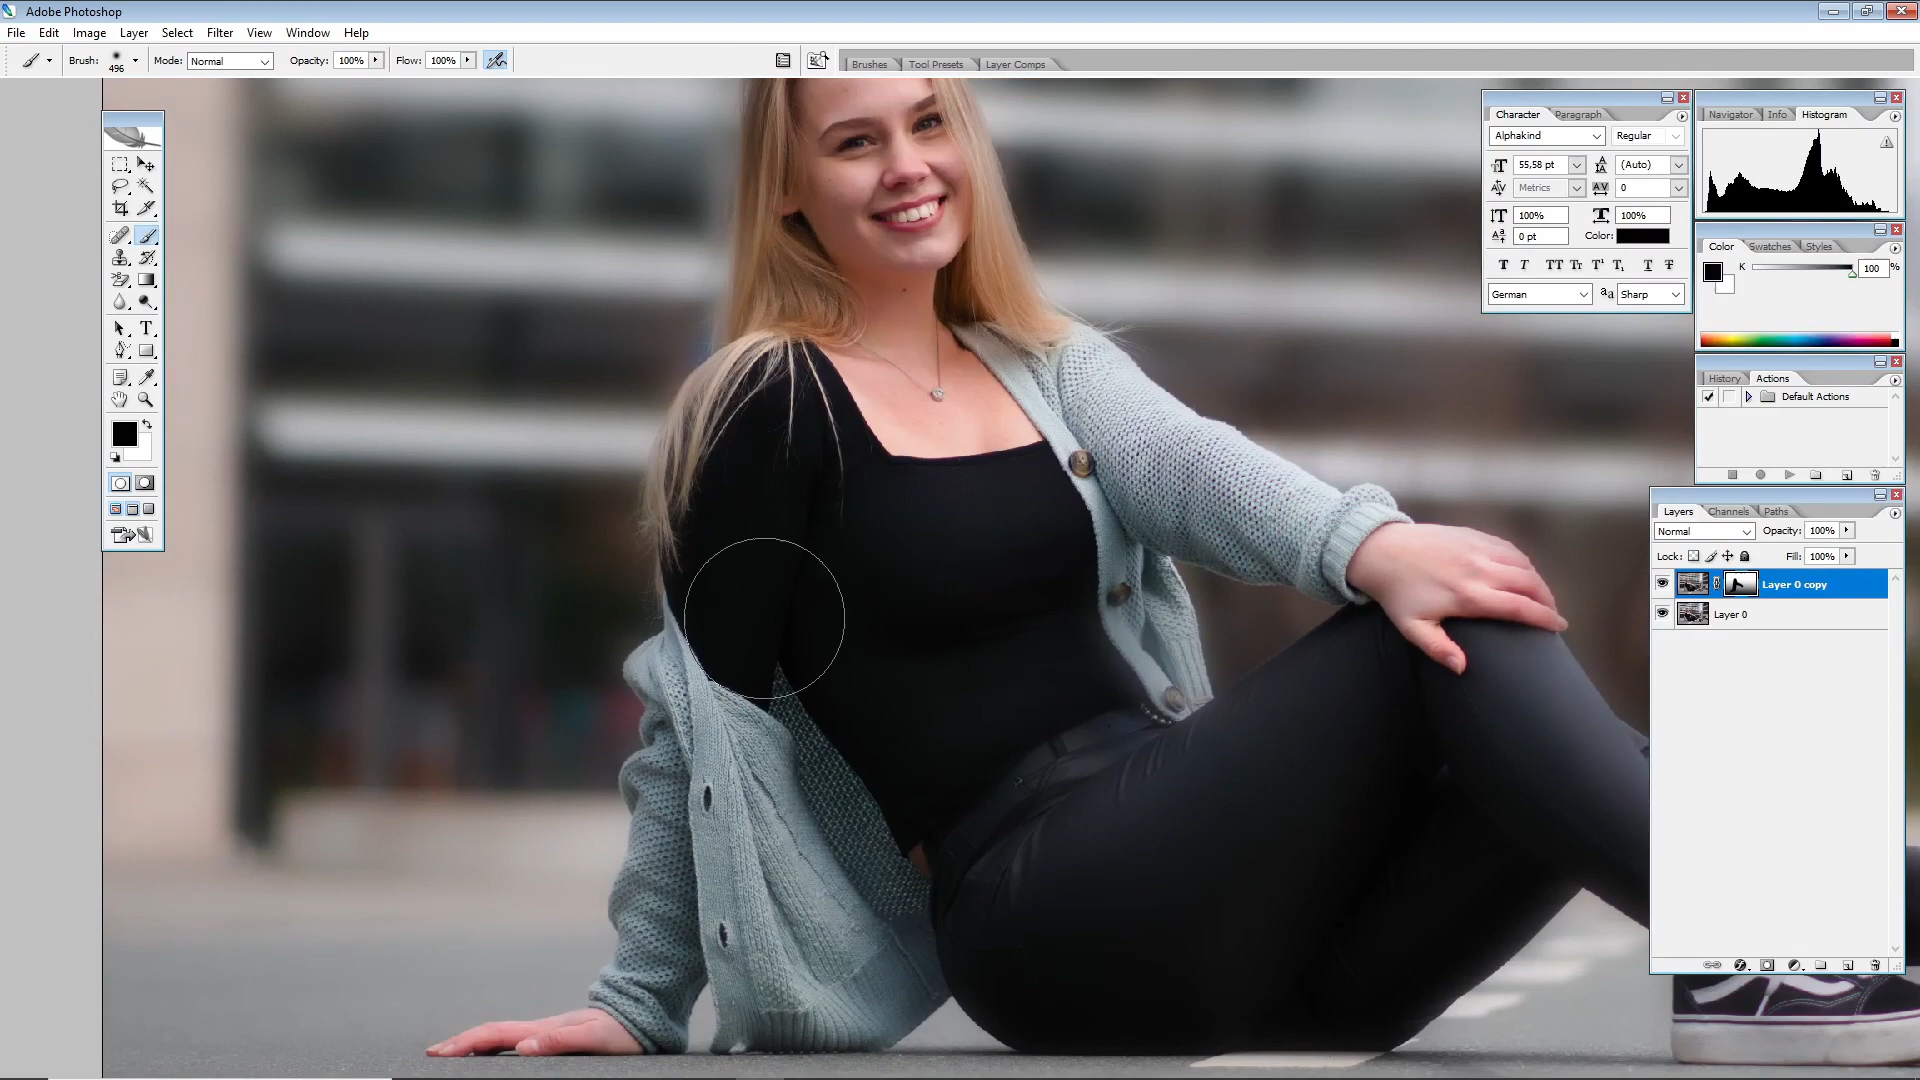 Adobe Photoshop
File Edit Image Layer Select Filter View Window Help
Brush: 496 Mode: Normal Opacity: 100% Flow: 100% Brushes Tool Presets Layer Comps
Character Paragraph
Alphakind Regular
55,58 pt (Auto)
Metrics 0
100% 100%
0 pt Color:
German Sharp
Navigator Info Histogram
Color Swatches Styles
K 100 %
History Actions
Default Actions
Layers Channels Paths
Normal Opacity: 100%
Lock: Fill: 100%
Layer 0 copy
Layer 0